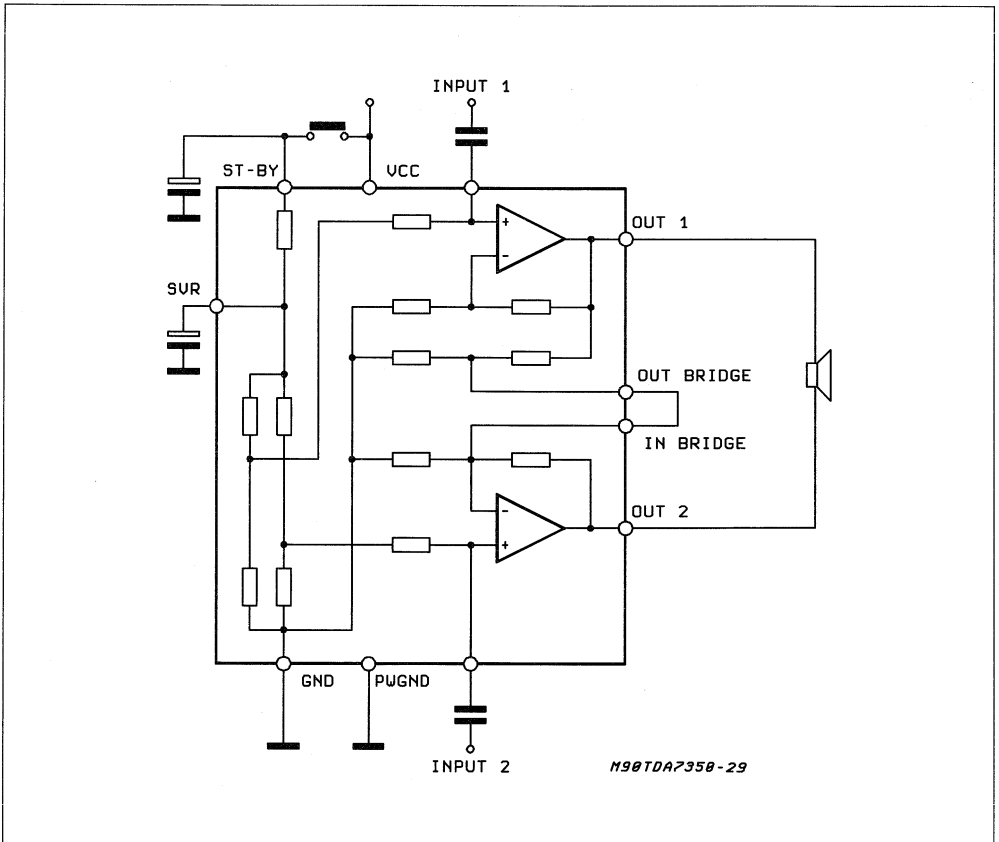 INPUT 1
ST-BY
VCC
+
-
OUT 1
SVR
OUT BRIDGE
IN BRIDGE
-
+
OUT 2
GND
PWGND
INPUT 2
M90TDA7350-29